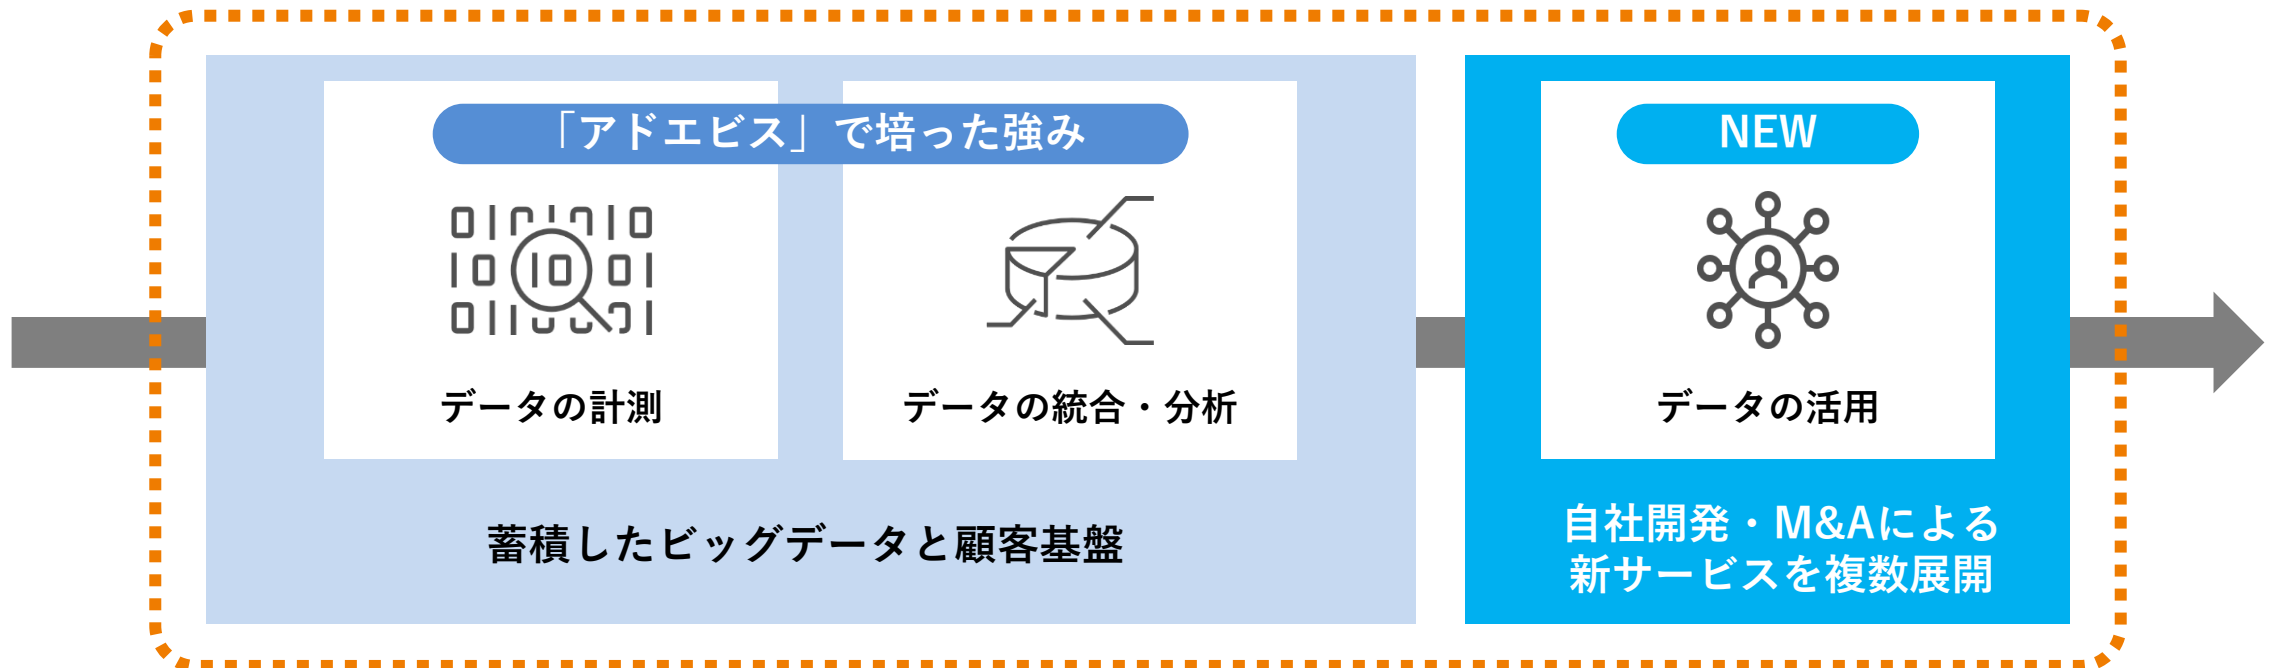 「アドエビス」で培った強み
データの計測
データの統合・分析
蓄積したビッグデータと顧客基盤
NEW
データの活用
自社開発・M&Aによる
新サービスを複数展開